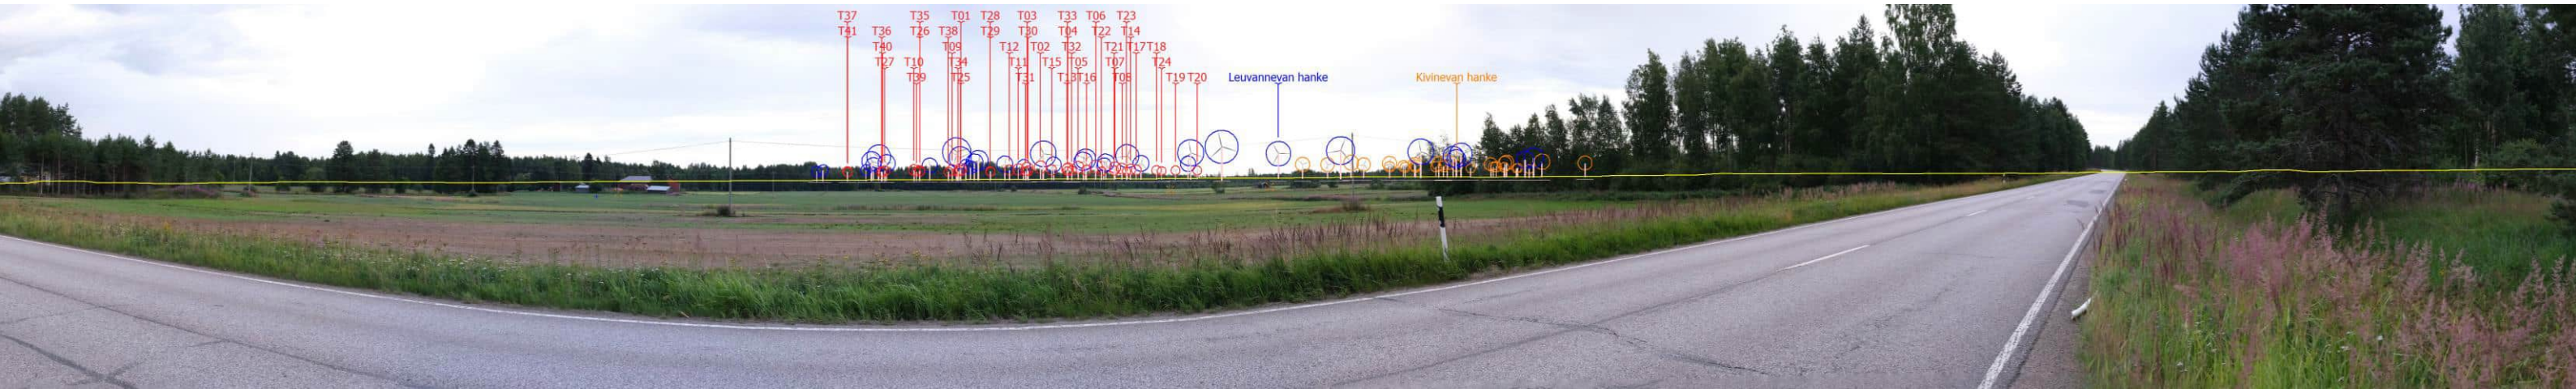 T37 T35 T01 T28 T03 T33 T06 T23
T41 T36 T26 T38 T29 T30 T04 T22 T14
T40 T09 T12 T02 T32 T21 T17 T18
T27 T10 T34 T11 T15 T05 T07 T24
T39 T25 T31 T13 T16 T08 T19 T20 Leuvannevan hanke Kivinevan hanke